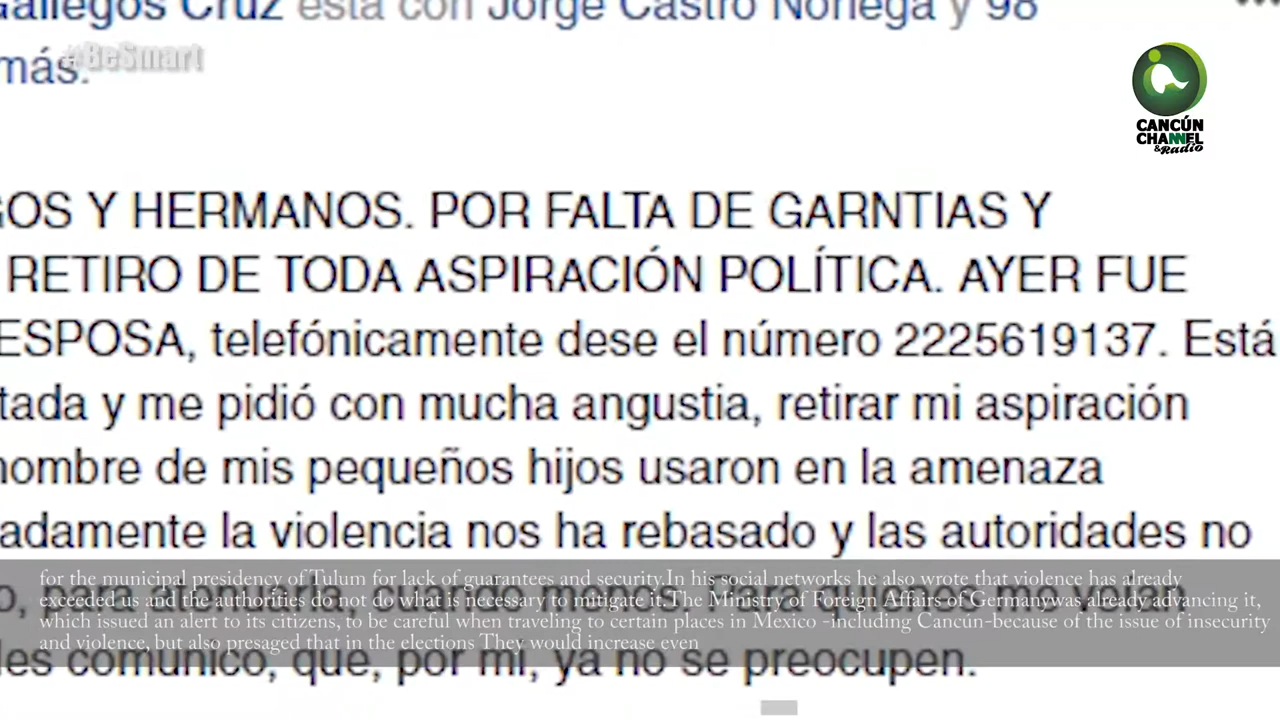 Gallegos Cruz está con Jorge Castro Noriega y 98
más.
#BeSmart
CANCÚN
CHANNEL
&Radio
GOS Y HERMANOS. POR FALTA DE GARNTIAS Y
RETIRO DE TODA ASPIRACIÓN POLÍTICA. AYER FUE
ESPOSA, telefónicamente dese el número 2225619137. Está
tada y me pidió con mucha angustia, retirar mi aspiración
nombre de mis pequeños hijos usaron en la amenaza
adamente la violencia nos ha rebasado y las autoridades no
o, para atenuarla, cuando menos. Para quienes me
les comunico, que, por mi, ya no se preocupen.
for the municipal presidency of Tulum for lack of guarantees and security.In his social networks he also wrote that violence has already
exceeded us and the authorities do not do what is necessary to mitigate it.The Ministry of Foreign Affairs of Germanywas already advancing it,
which issued an alert to its citizens, to be careful when traveling to certain places in Mexico -including Cancún-because of the issue of insecurity
and violence, but also presaged that in the elections They would increase even